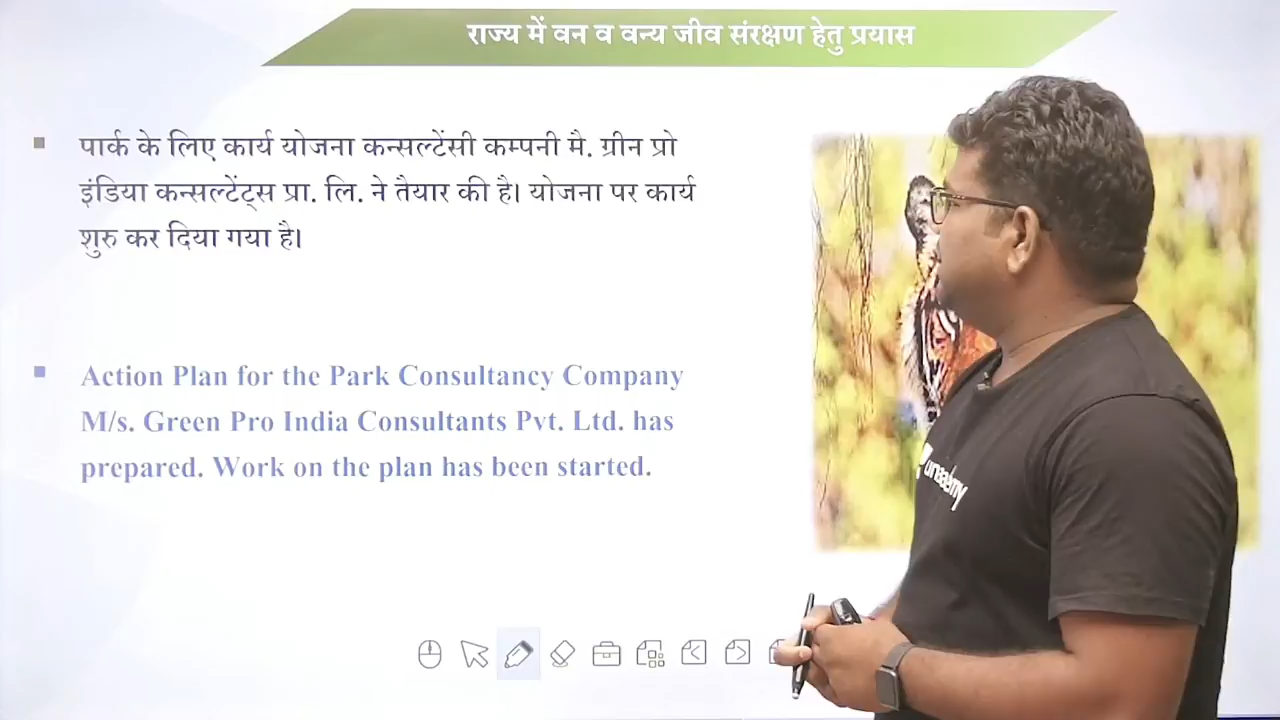 राज्य में वन व वन्य जीव संरक्षण हेतु प्रयास
पार्क के लिए कार्य योजना कन्सल्टेंसी कम्पनी मै. ग्रीन प्रो
इंडिया कन्सल्टेंट्स प्रा. लि. ने तैयार की है। योजना पर कार्य
शुरु कर दिया गया है।
Action Plan for the Park Consultancy Company
M/s. Green Pro India Consultants Pvt. Ltd. has
prepared. Work on the plan has been started.
unacademy